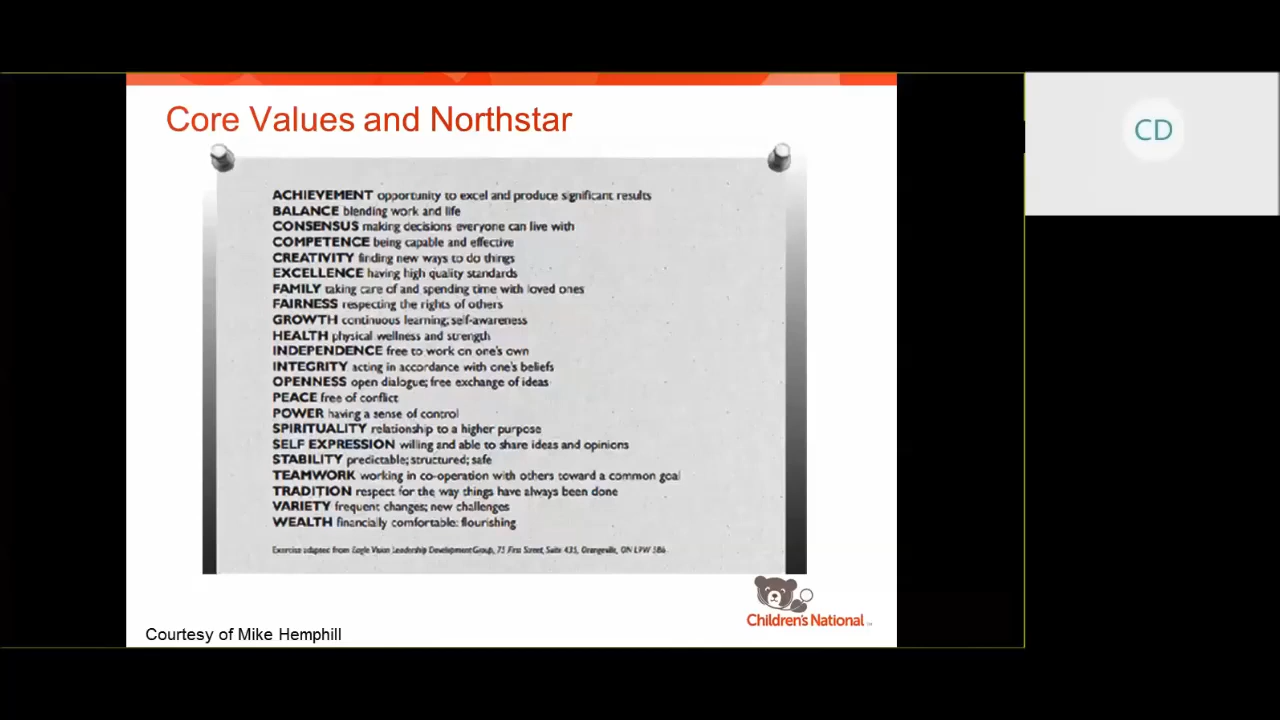 Core Values and Northstar
CD
ACHIEVEMENT opportunity to excel and produce significant results
BALANCE blending work and life
CONSENSUS making decisions everyone can live with
COMPETENCE being capable and effective
CREATIVITY finding new ways to do things
EXCELLENCE having high quality standards
FAMILY taking care of and spending time with loved ones
FAIRNESS respecting the rights of others
GROWTH continuous learning; self-awareness
HEALTH physical wellness and strength
INDEPENDENCE free to work on one's own
INTEGRITY acting in accordance with one's beliefs
OPENNESS open dialogue; free exchange of ideas
PEACE free of conflict
POWER having a sense of control
SPIRITUALITY relationship to a higher purpose
SELF EXPRESSION willing and able to share ideas and opinions
STABILITY predictable; structured; safe
TEAMWORK working in co-operation with others toward a common goal
TRADITION respect for the way things have always been done
VARIETY frequent changes; new challenges
WEALTH financially comfortable; flourishing
Exercise adapted from Eagle Vision Leadership Development Group, 75 First Street, Suite 435, Orangeville, ON L9W 5B6
Children's National
Courtesy of Mike Hemphill